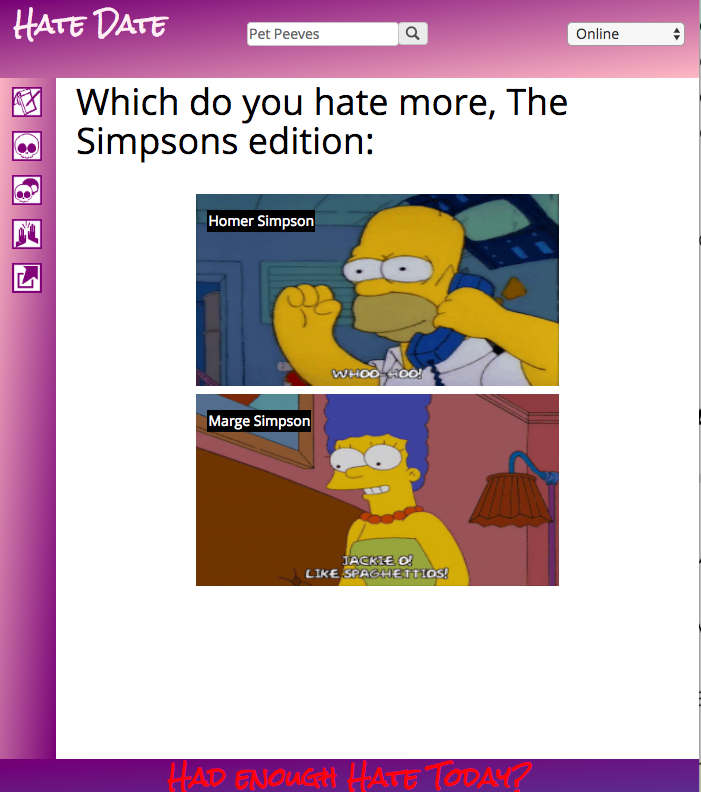 Hate Date
Pet Peeves
Online
Which do you hate more, The
Simpsons edition:
Homer Simpson
WHOO-HOO!
Marge Simpson
JACKIE O!
LIKE SPAGHETTIOS!
Had enough Hate Today?